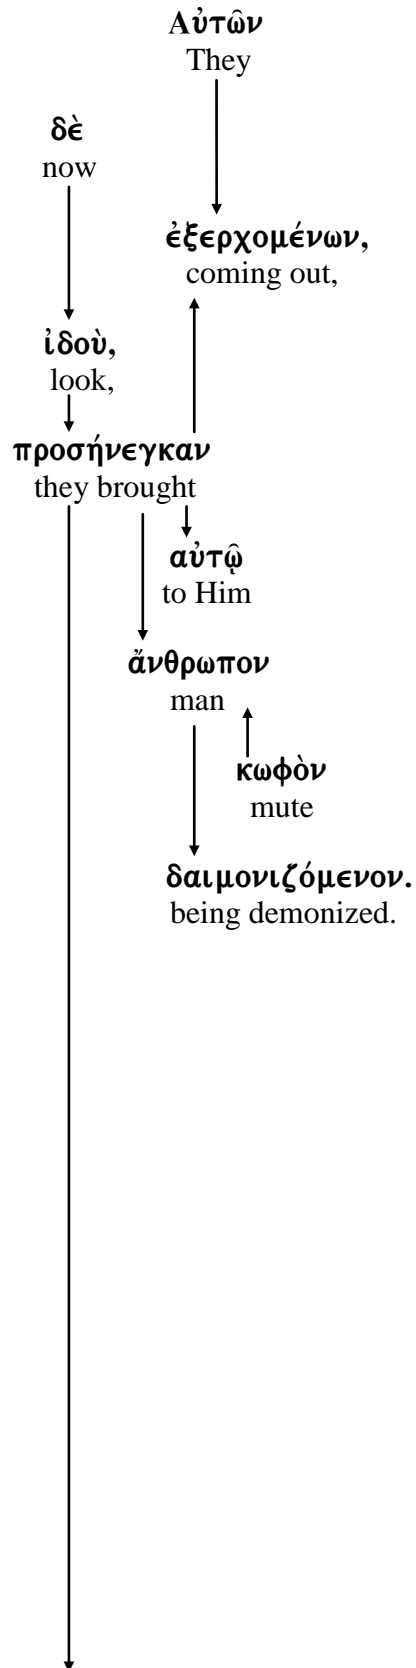 Αὐτῶν
They
δὲ
now
ἐξερχομένων,
coming out,
ἰδοὺ,
look,
προσήνεγκαν
they brought
αὐτῷ
to Him
ἄνθρωπον
man
κωφὸν
mute
δαιμονιζόμενον.
being demonized.